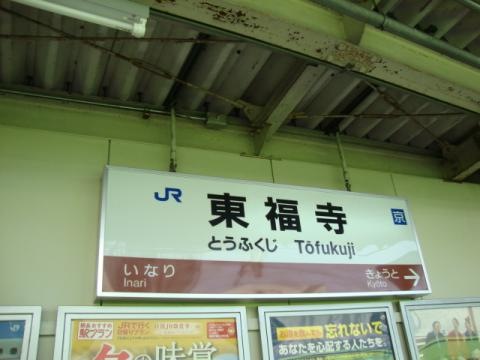 JR 東福寺 京
とうふくじ Tōfukuji
いなり きょうと
Inari Kyōto
JRで行く
忘れないで
あなたを心配する人たちを。
旬の味覚